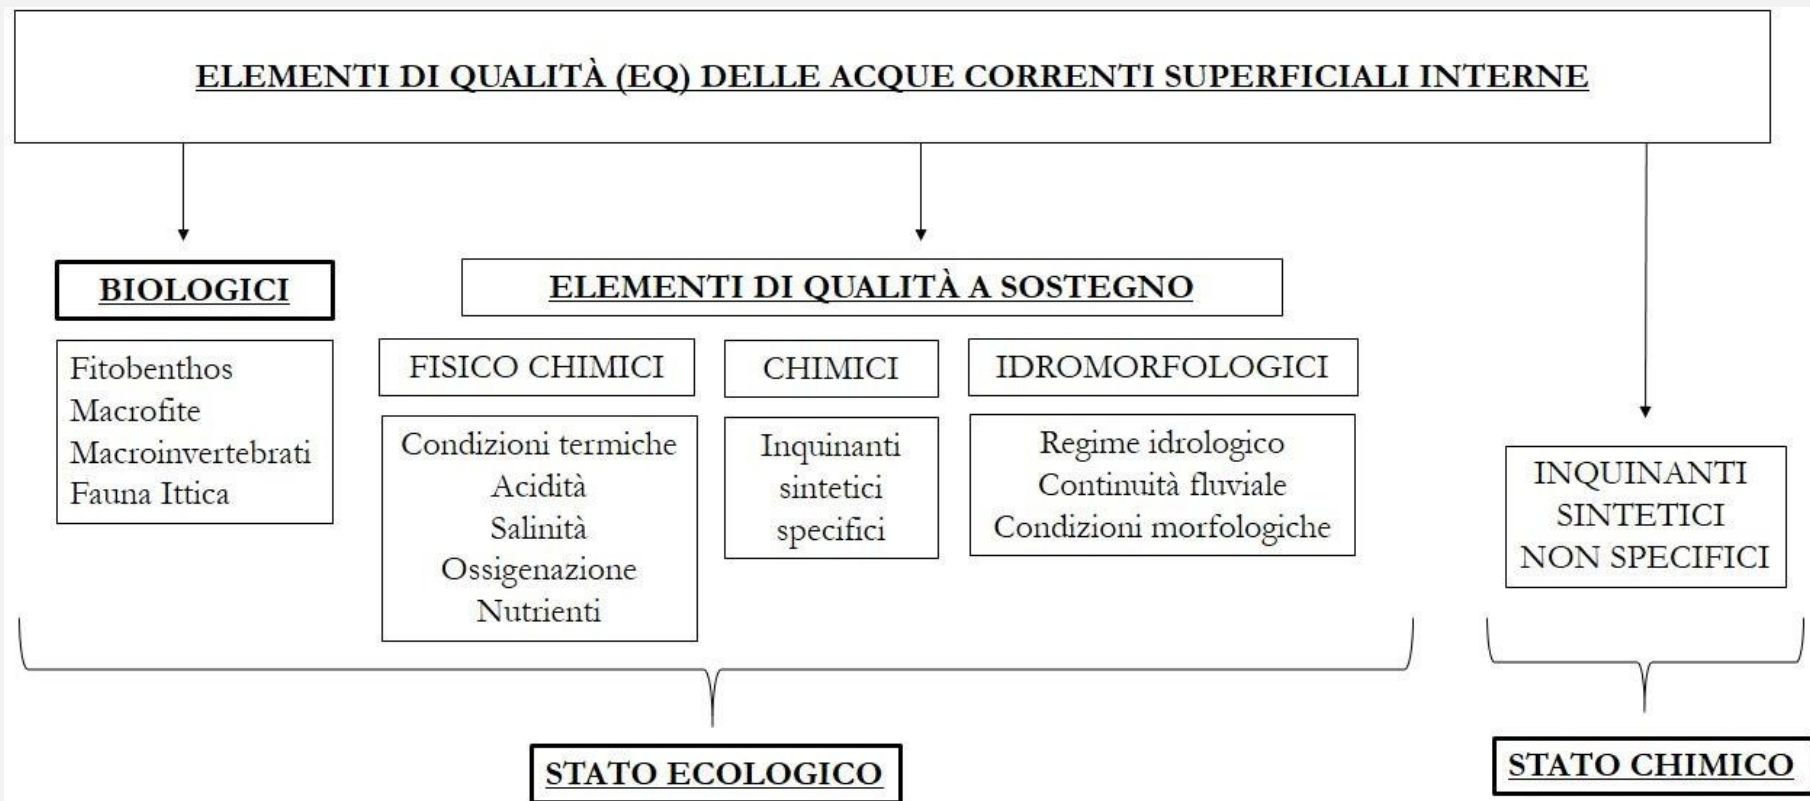 ELEMENTI DI QUALITÀ (EQ) DELLE ACQUE CORRENTI SUPERFICIALI INTERNE
BIOLOGICI
Fitobenthos
Macrofite
Macroinvertebrati
Fauna Ittica
ELEMENTI DI QUALITÀ A SOSTEGNO
FISICO CHIMICI
Condizioni termiche
Acidità
Salinità
Ossigenazione
Nutrienti
CHIMICI
Inquinanti
sintetici
specifici
IDROMORFOLOGICI
Regime idrologico
Continuità fluviale
Condizioni morfologiche
INQUINANTI
SINTETICI
NON SPECIFICI
STATO ECOLOGICO
STATO CHIMICO